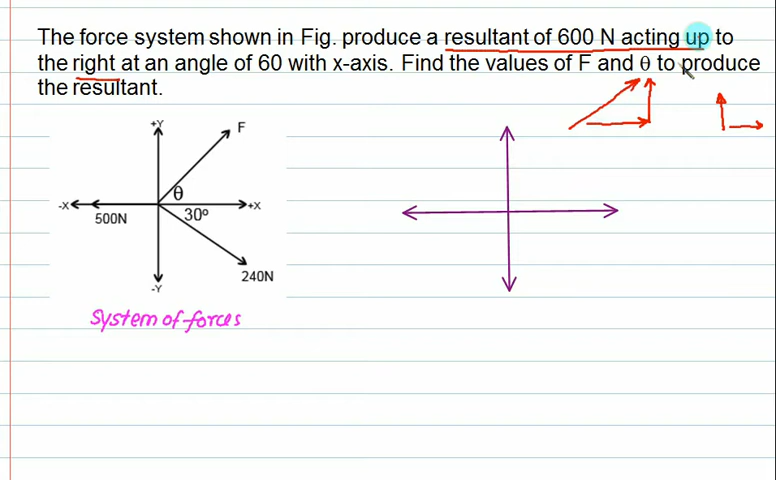 The force system shown in Fig. produce a resultant of 600 N acting up to
the right at an angle of 60 with x-axis. Find the values of F and θ to produce
the resultant.
+Y
F
θ
-X
+X
500N
30º
240N
-Y
System of forces